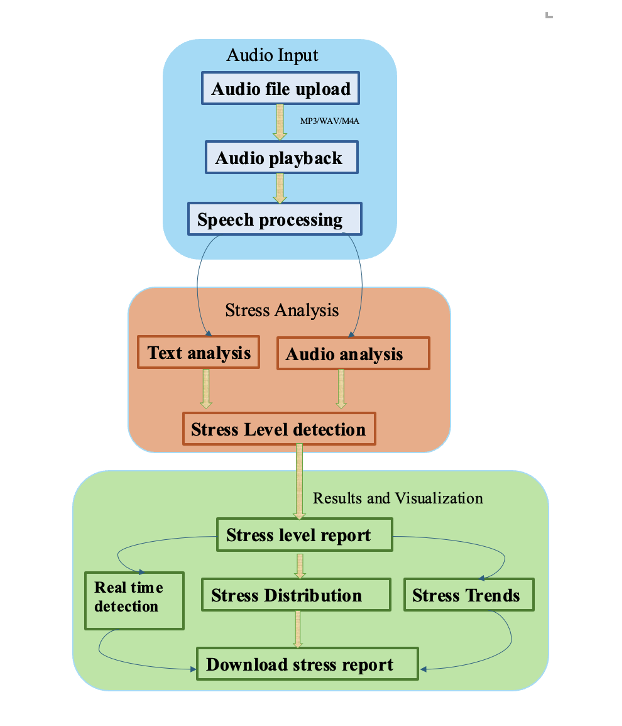 Audio Input
Audio file upload
MP3/WAV/M4A
Audio playback
Speech processing
Stress Analysis
Text analysis
Audio analysis
Stress Level detection
Results and Visualization
Stress level report
Real time
detection
Stress Distribution
Stress Trends
Download stress report